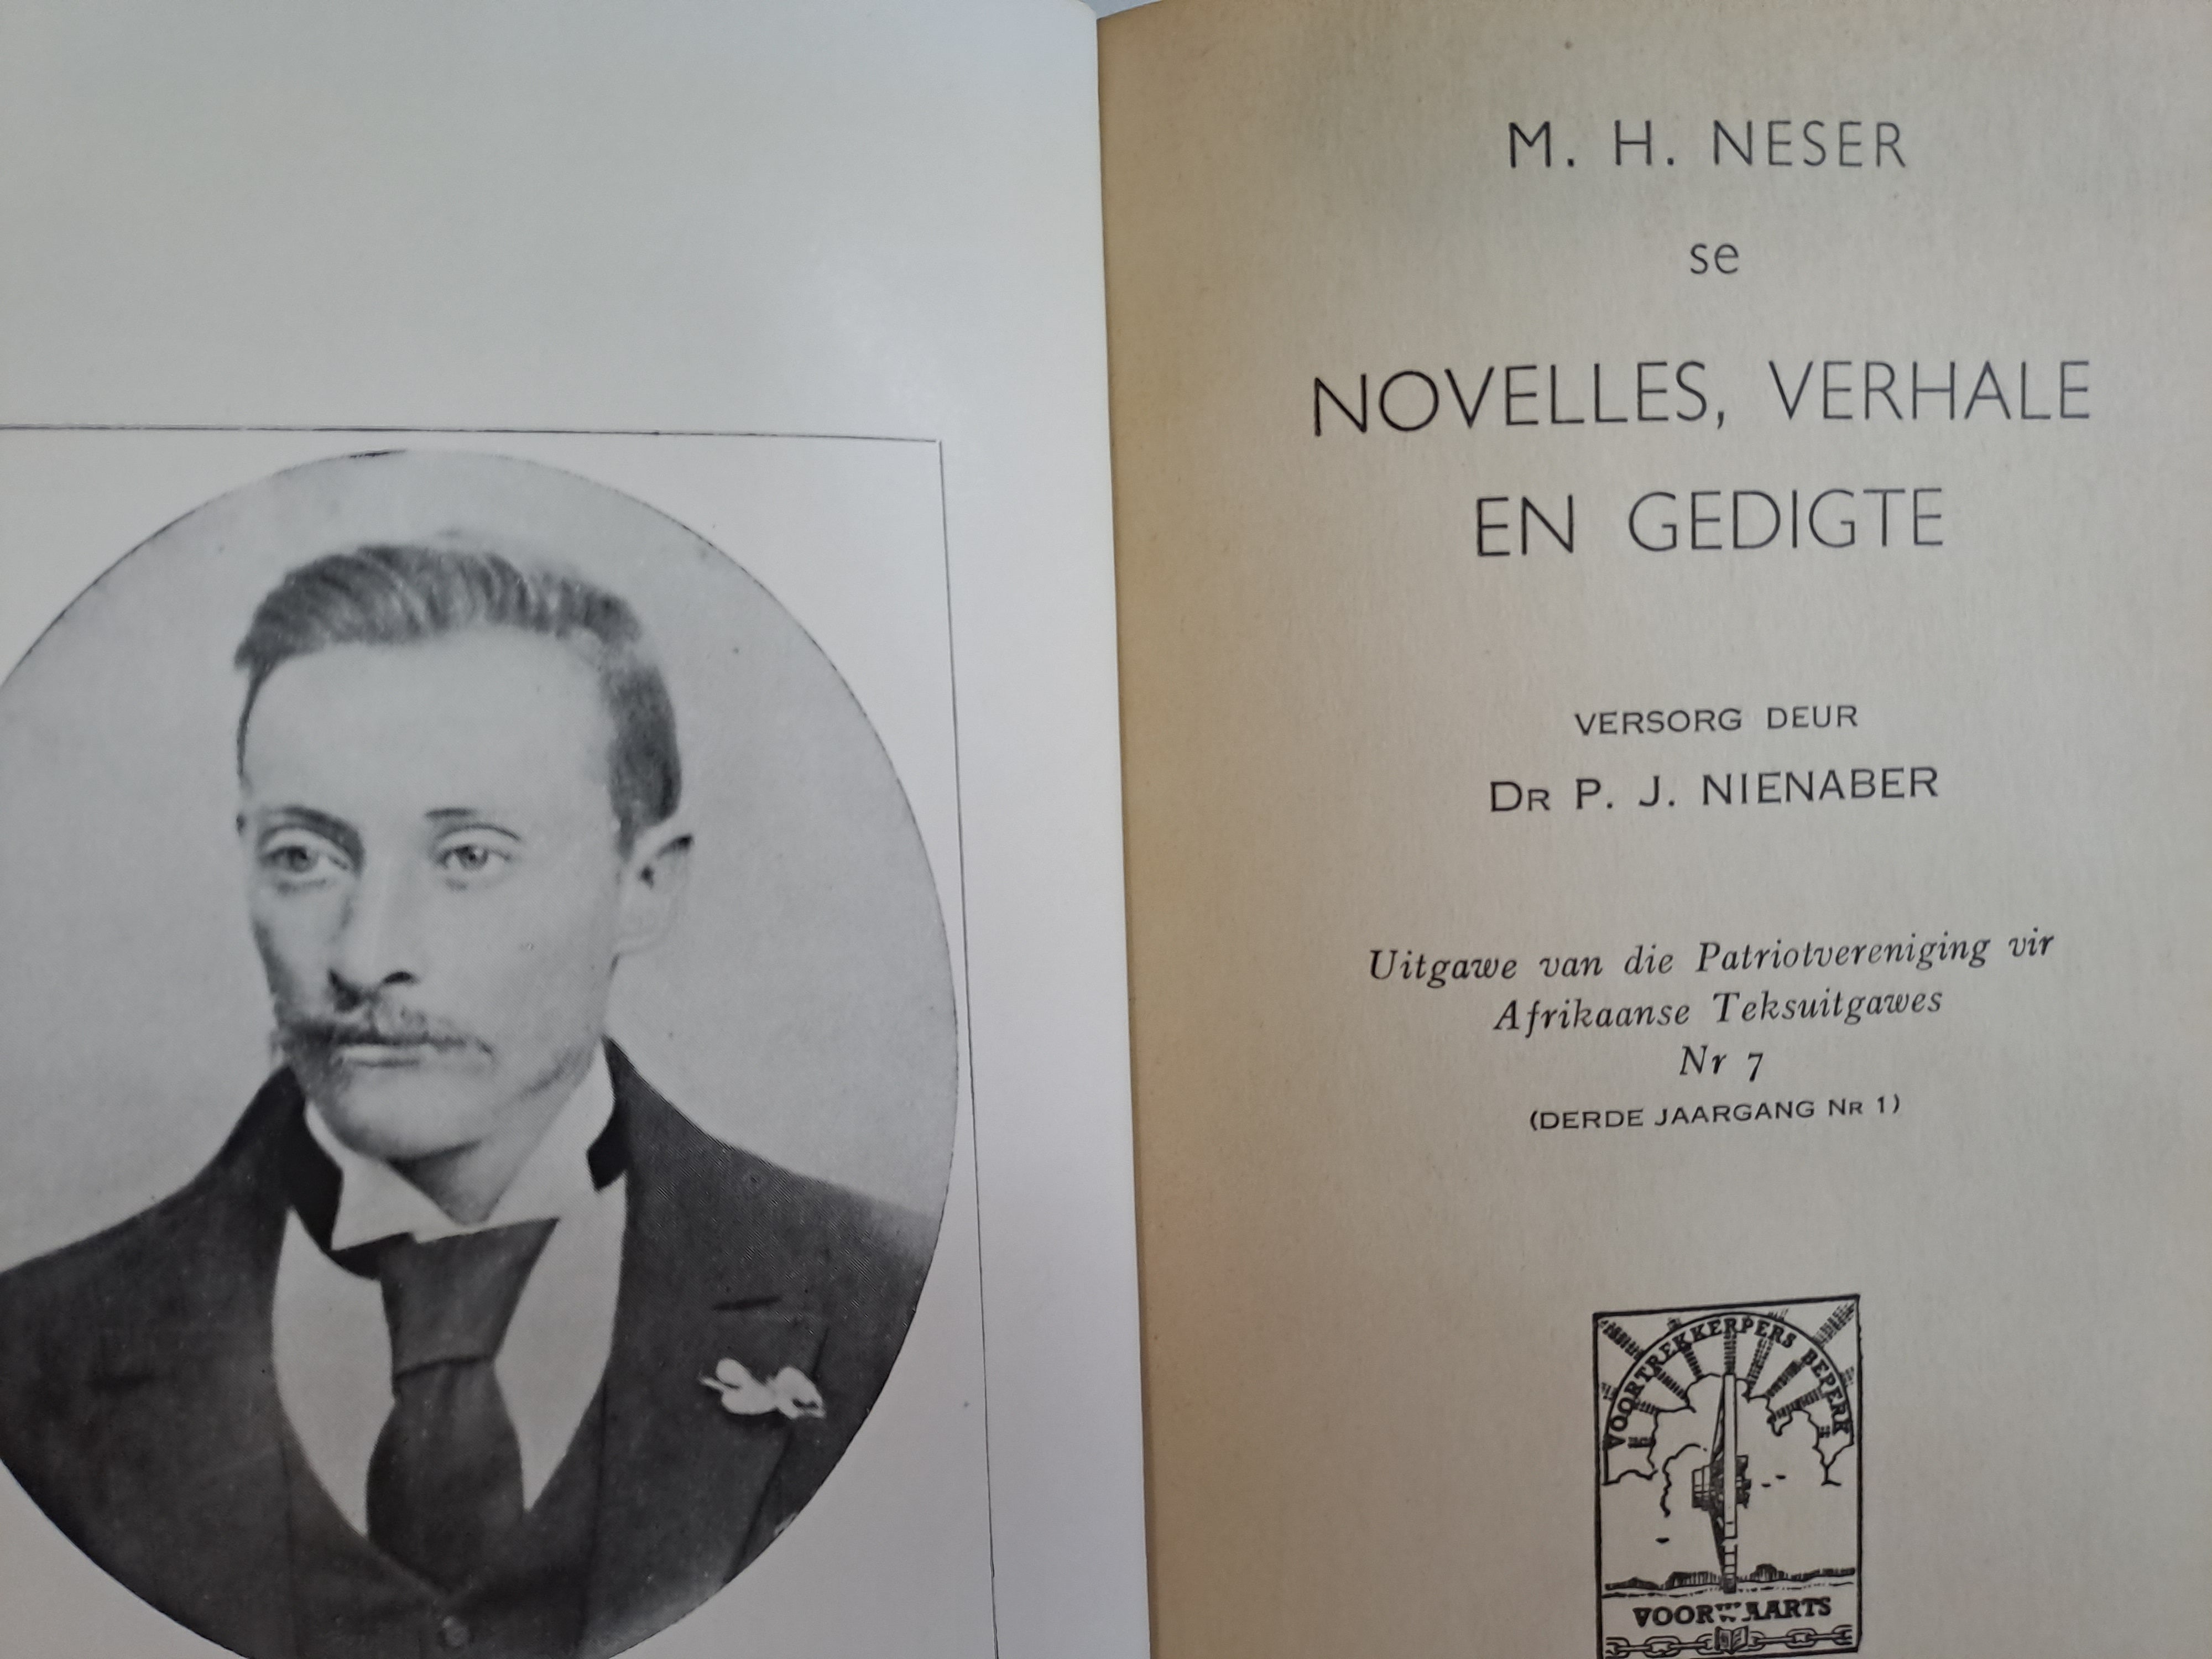 M. H. NESER
se
NOVELLES, VERHALE
EN GEDIGTE
VERSORG DEUR
DR P. J. NIENABER
Uitgawe van die Patriotvereniging vir
Afrikaanse Teksuitgawes
Nr 7
(DERDE JAARGANG NR 1)
VOORTREKKERPERS BEPERK
VOORWAARTS